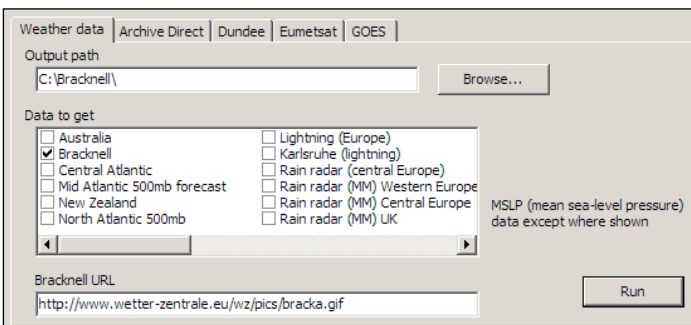 Weather data Archive Direct Dundee Eumetsat GOES
Output path
C:\Bracknell\
Browse...
Data to get
Australia
Bracknell
Central Atlantic
Mid Atlantic 500mb forecast
New Zealand
North Atlantic 500mb
Lightning (Europe)
Karlsruhe (lightning)
Rain radar (central Europe)
Rain radar (MM) Western Europe
Rain radar (MM) Central Europe
Rain radar (MM) UK
MSLP (mean sea-level pressure)
data except where shown
Bracknell URL
http://www.wetter-zentrale.eu/wz/pics/bracka.gif
Run